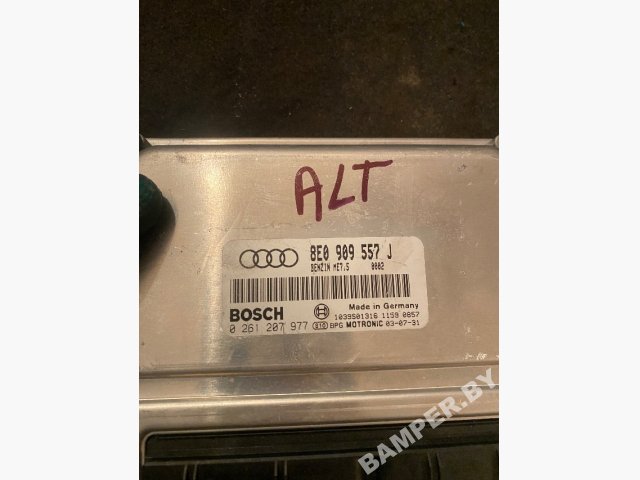 ALT
8E0 909 557 J
BENZIN ME7.5 0002
Made in Germany
BOSCH
1039S01316 1159 0857
0 261 207 977 BPG MOTRONIC 03-07-31
BAMPER.BY